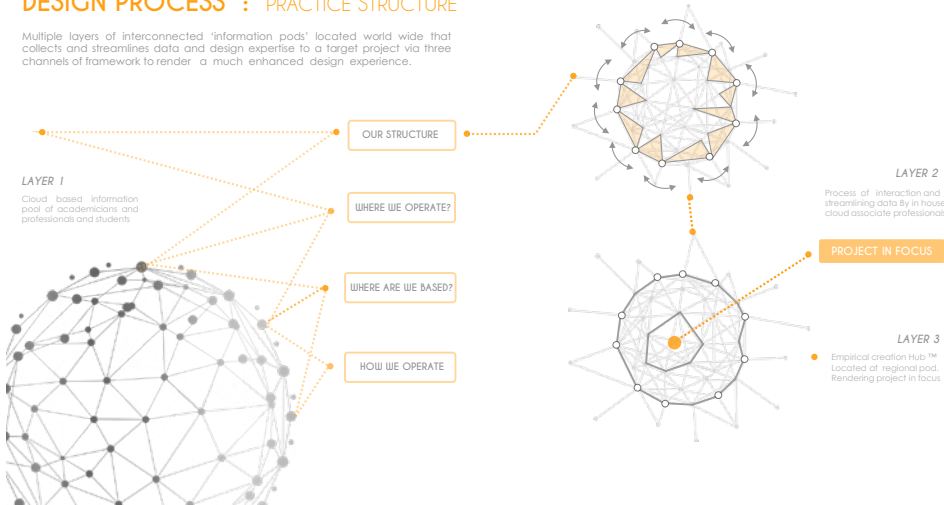 DESIGN PROCESS : PRACTICE STRUCTURE
Multiple layers of interconnected 'information pods' located world wide that
collects and streamlines data and design expertise to a target project via three
channels of framework to render a much enhanced design experience.
OUR STRUCTURE
LAYER 1
Cloud based information
pool of academicians and
professionals and students
WHERE WE OPERATE?
WHERE ARE WE BASED?
HOW WE OPERATE
LAYER 2
Process of interaction and
streamlining data By in house
cloud associate professionals
PROJECT IN FOCUS
LAYER 3
Empirical creation Hub ™
Located at regional pod.
Rendering project in focus